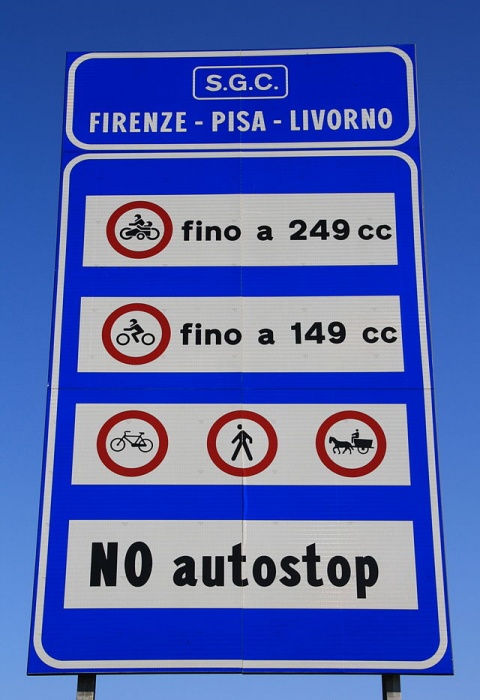 S.G.C.
FIRENZE - PISA - LIVORNO
fino a 249 cc
fino a 149 cc
NO autostop